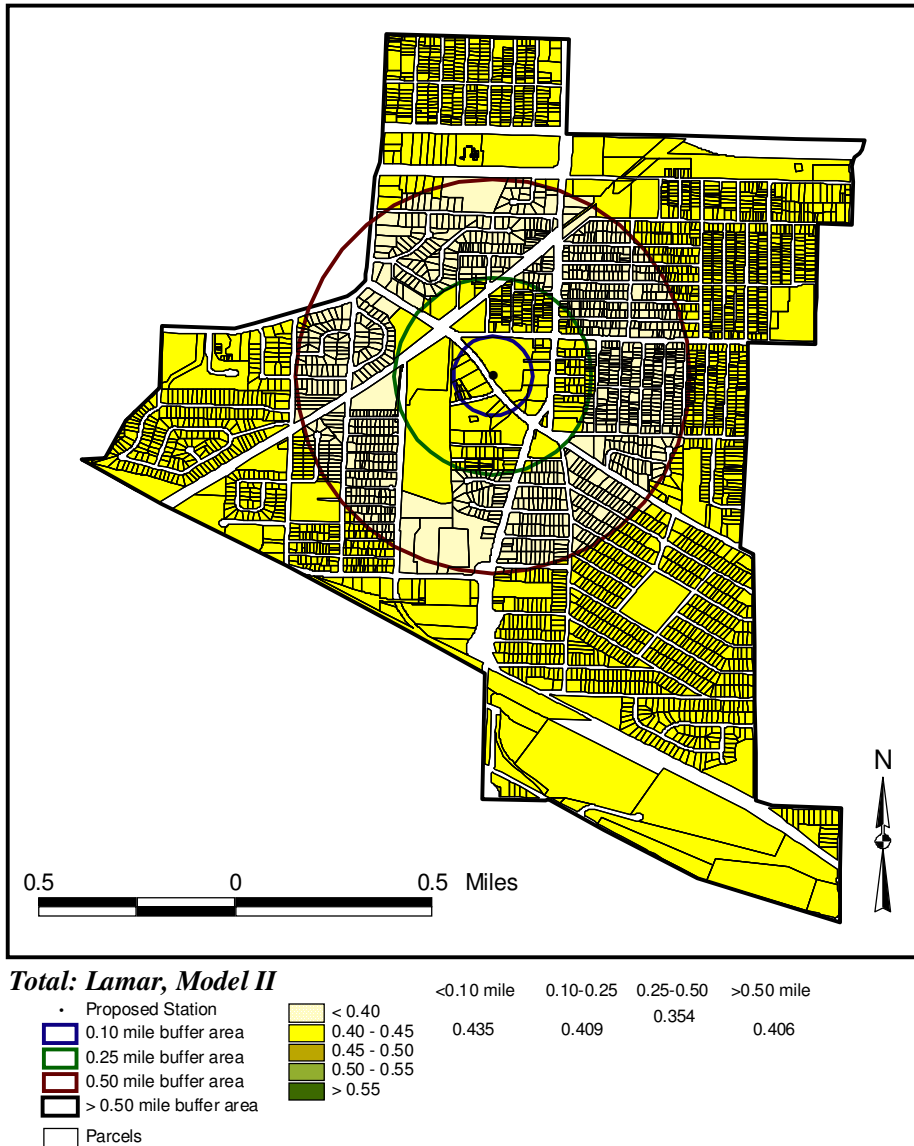 N
0.5 0 0.5 Miles
Total: Lamar, Model II
Proposed Station
0.10 mile buffer area
0.25 mile buffer area
0.50 mile buffer area
> 0.50 mile buffer area
Parcels
< 0.40
0.40 - 0.45
0.45 - 0.50
0.50 - 0.55
> 0.55
<0.10 mile 0.10-0.25 0.25-0.50 >0.50 mile
0.354
0.435 0.409 0.406